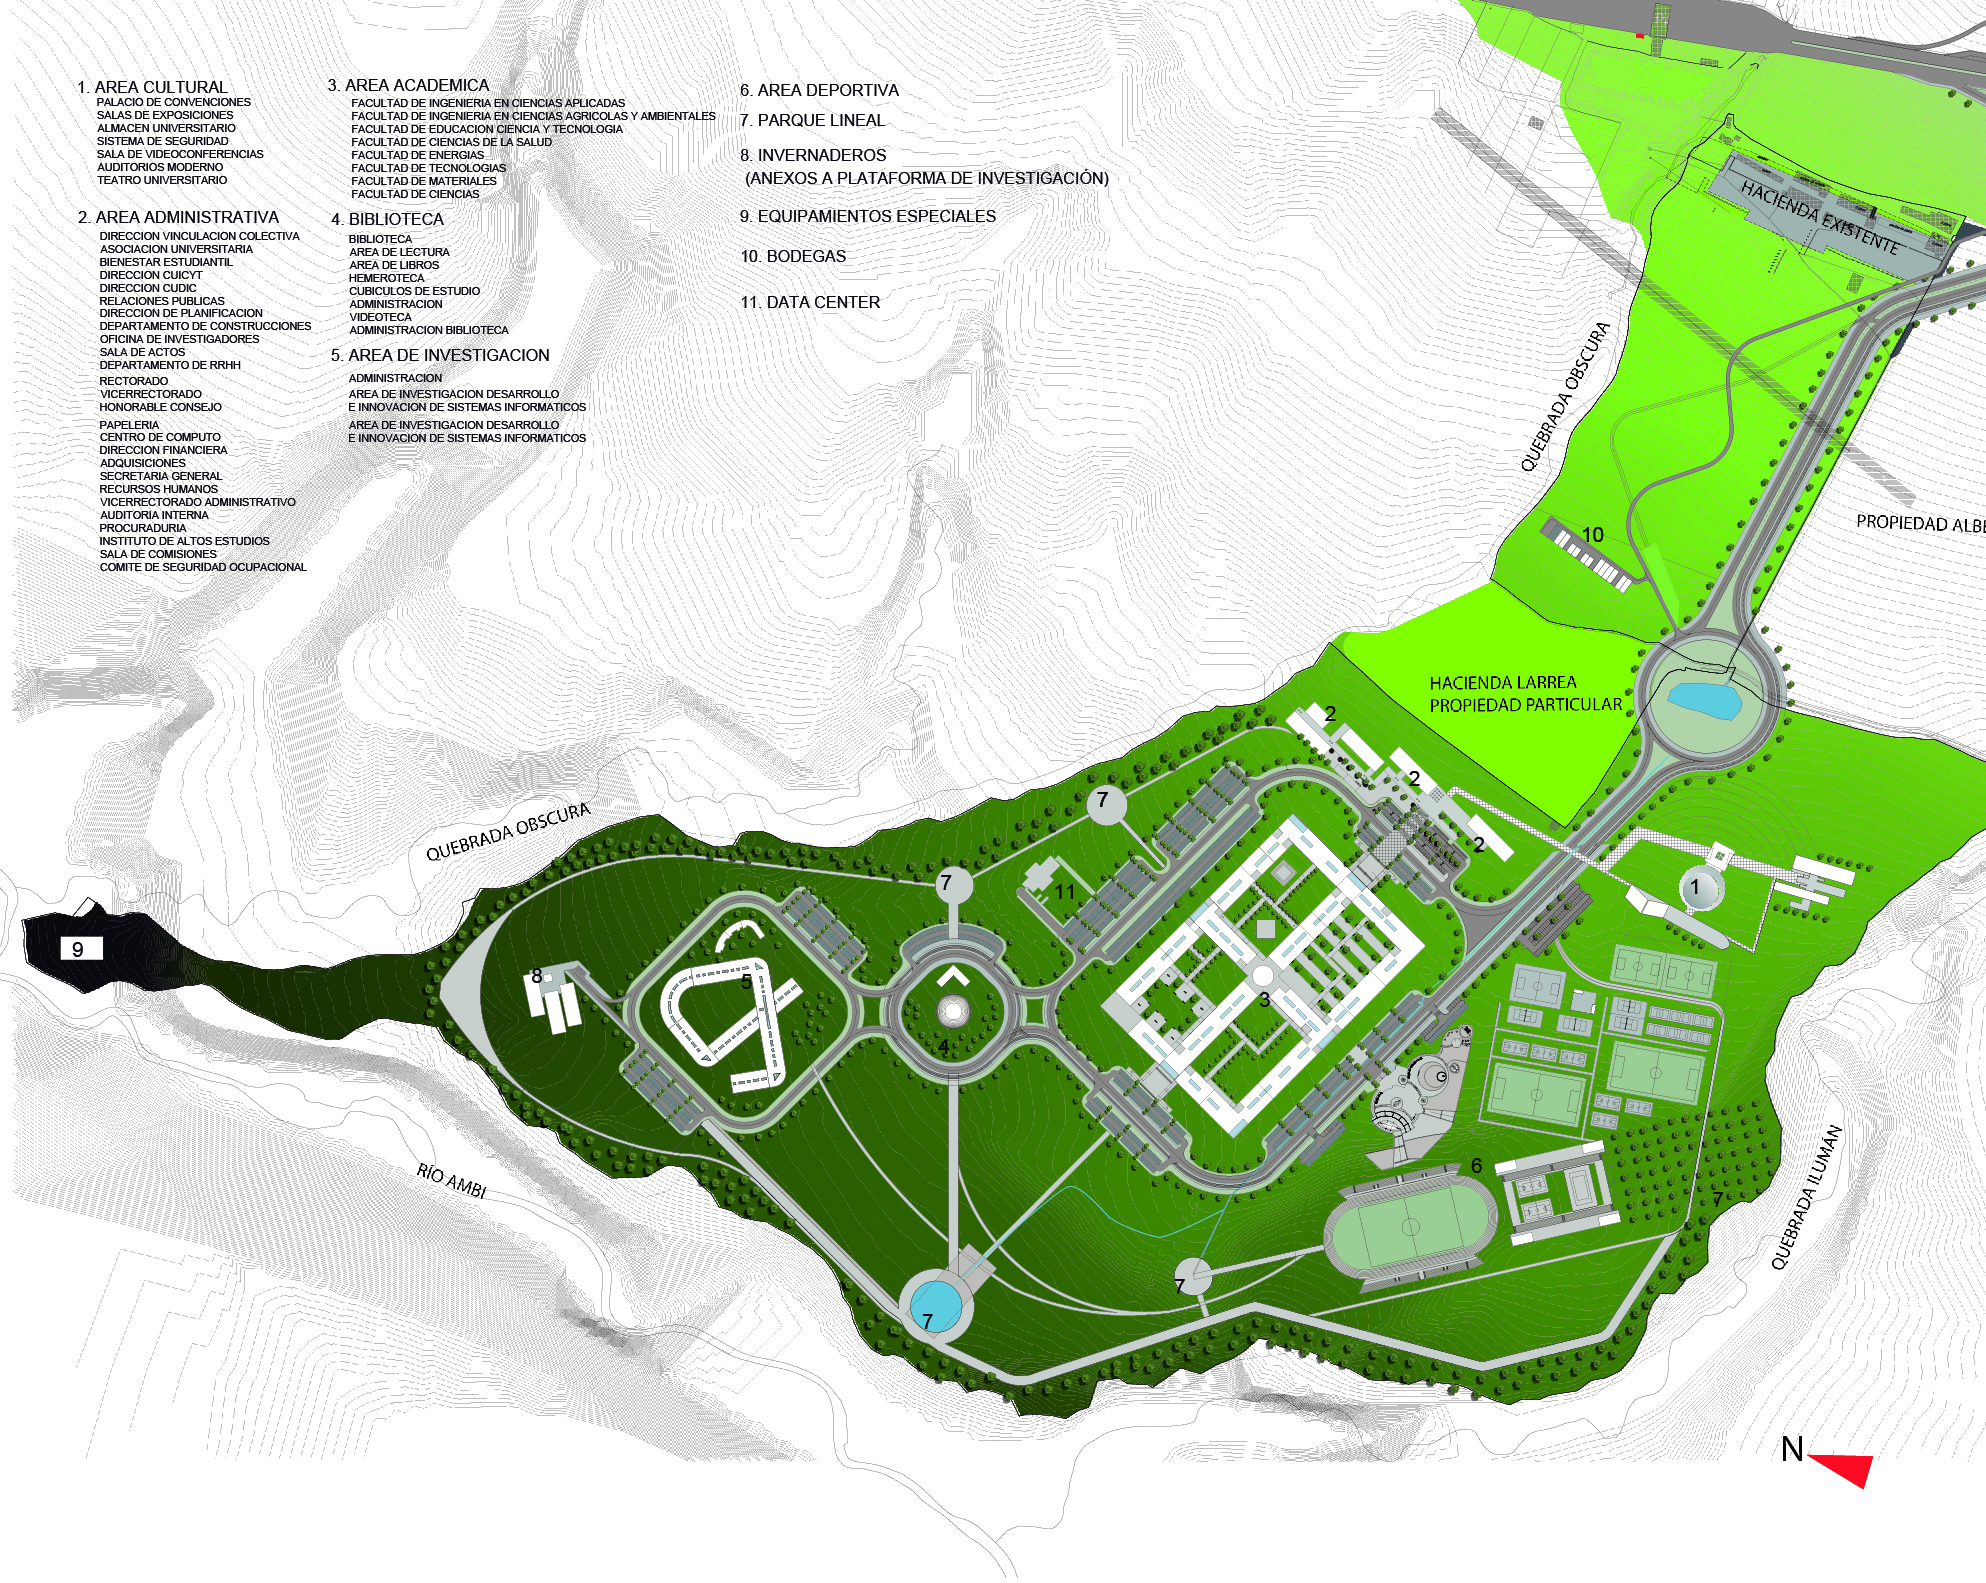 1. AREA CULTURAL
PALACIO DE CONVENCIONES
SALAS DE EXPOSICIONES
ALMACEN UNIVERSITARIO
SISTEMA DE SEGURIDAD
SALA DE VIDEOCONFERENCIAS
AUDITORIOS MODERNO
TEATRO UNIVERSITARIO
2. AREA ADMINISTRATIVA
DIRECCION VINCULACION COLECTIVA
ASOCIACION UNIVERSITARIA
BIENESTAR ESTUDIANTIL
DIRECCION CUICYT
DIRECCION CUDIC
RELACIONES PUBLICAS
DIRECCION DE PLANIFICACION
DEPARTAMENTO DE CONSTRUCCIONES
OFICINA DE INVESTIGADORES
SALA DE ACTOS
DEPARTAMENTO DE RRHH
RECTORADO
VICERRECTORADO
HONORABLE CONSEJO
PAPELERIA
CENTRO DE COMPUTO
DIRECCION FINANCIERA
ADQUISICIONES
SECRETARIA GENERAL
RECURSOS HUMANOS
VICERRECTORADO ADMINISTRATIVO
AUDITORIA INTERNA
PROCURADURIA
INSTITUTO DE ALTOS ESTUDIOS
SALA DE COMISIONES
COMITE DE SEGURIDAD OCUPACIONAL
3. AREA ACADEMICA
FACULTAD DE INGENIERIA EN CIENCIAS APLICADAS
FACULTAD DE INGENIERIA EN CIENCIAS AGRICOLAS Y AMBIENTALES
FACULTAD DE EDUCACION CIENCIA Y TECNOLOGIA
FACULTAD DE CIENCIAS DE LA SALUD
FACULTAD DE ENERGIAS
FACULTAD DE TECNOLOGIAS
FACULTAD DE MATERIALES
FACULTAD DE CIENCIAS
4. BIBLIOTECA
BIBLIOTECA
AREA DE LECTURA
AREA DE LIBROS
HEMEROTECA
CUBICULOS DE ESTUDIO
ADMINISTRACION
VIDEOTECA
ADMINISTRACION BIBLIOTECA
5. AREA DE INVESTIGACION
ADMINISTRACION
AREA DE INVESTIGACION DESARROLLO
E INNOVACION DE SISTEMAS INFORMATICOS
AREA DE INVESTIGACION DESARROLLO
E INNOVACION DE SISTEMAS INFORMATICOS
6. AREA DEPORTIVA
7. PARQUE LINEAL
8. INVERNADEROS
(ANEXOS A PLATAFORMA DE INVESTIGACIÓN)
9. EQUIPAMIENTOS ESPECIALES
10. BODEGAS
11. DATA CENTER
HACIENDA EXISTENTE
QUEBRADA OBSCURA
PROPIEDAD ALBE
10
HACIENDA LARREA
PROPIEDAD PARTICULAR
2
2
2
7
QUEBRADA OBSCURA
7
11
1
9
8
5
3
4
6
7
7
7
RÍO AMBI
QUEBRADA ILUMÁN
N